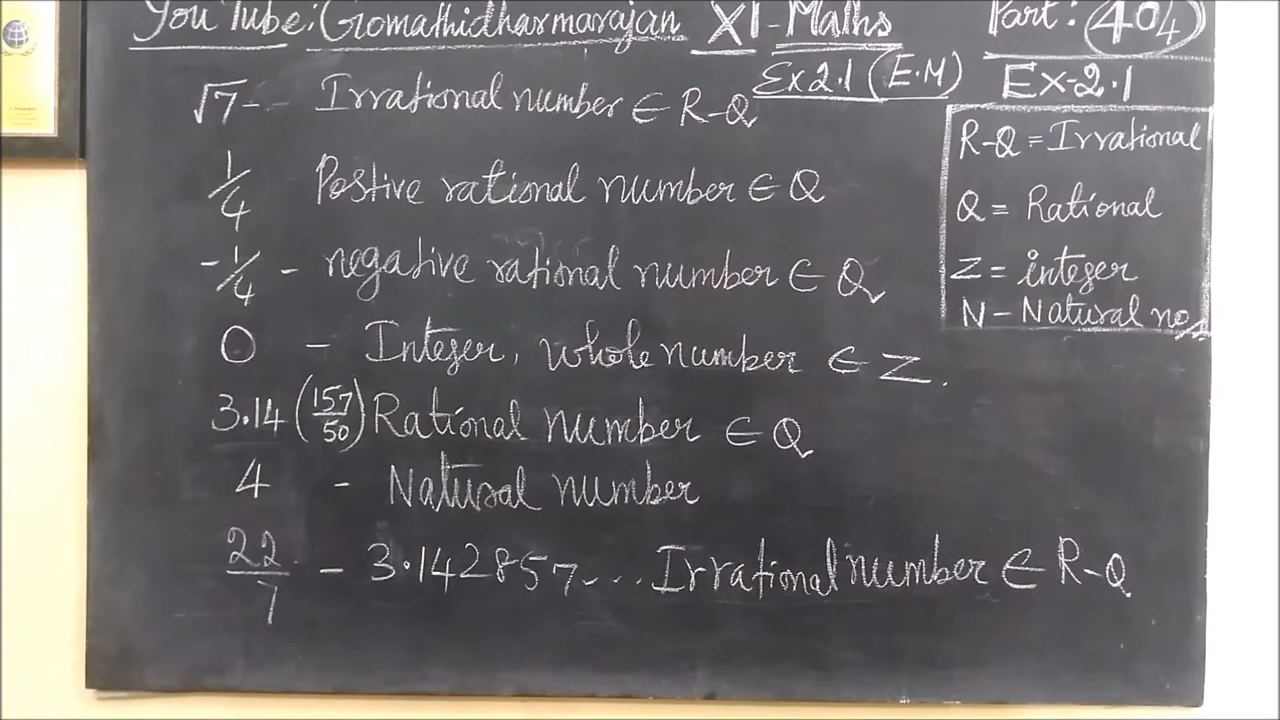 YouTube: Gomathidharmarajan XI - Maths Part: 404
Ex 2.1 (E.M) Ex-2.1
√7 - - Irrational number ∈ R-Q
1/4 Postive rational number ∈ Q
-1/4 - negative rational number ∈ Q
0 - Integer, whole number ∈ Z.
3.14 (157/50) Rational number ∈ Q
4 - Natural number
22/7 - 3.142857... Irrational number ∈ R-Q
R-Q = Irrational
Q = Rational
Z = integer
N - Natural no